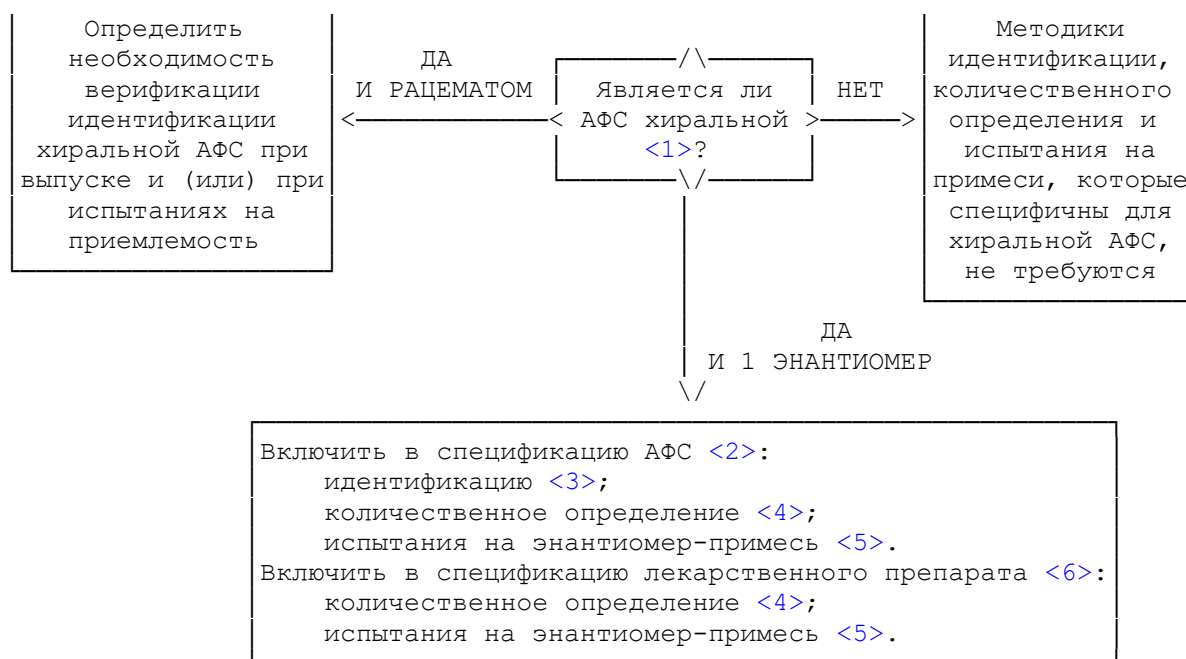 Определить
необходимость
верификации
идентификации
хиральной АФС при
выпуске и (или) при
испытаниях на
приемлемость
ДА
И РАЦЕМАТОМ
Является ли
АФС хиральной
<1>?
НЕТ
Методики
идентификации,
количественного
определения и
испытания на
примеси, которые
специфичны для
хиральной АФС,
не требуются
ДА
И 1 ЭНАНТИОМЕР
Включить в спецификацию АФС <2>:
идентификацию <3>;
количественное определение <4>;
испытания на энантиомер-примесь <5>.
Включить в спецификацию лекарственного препарата <6>:
количественное определение <4>;
испытания на энантиомер-примесь <5>.